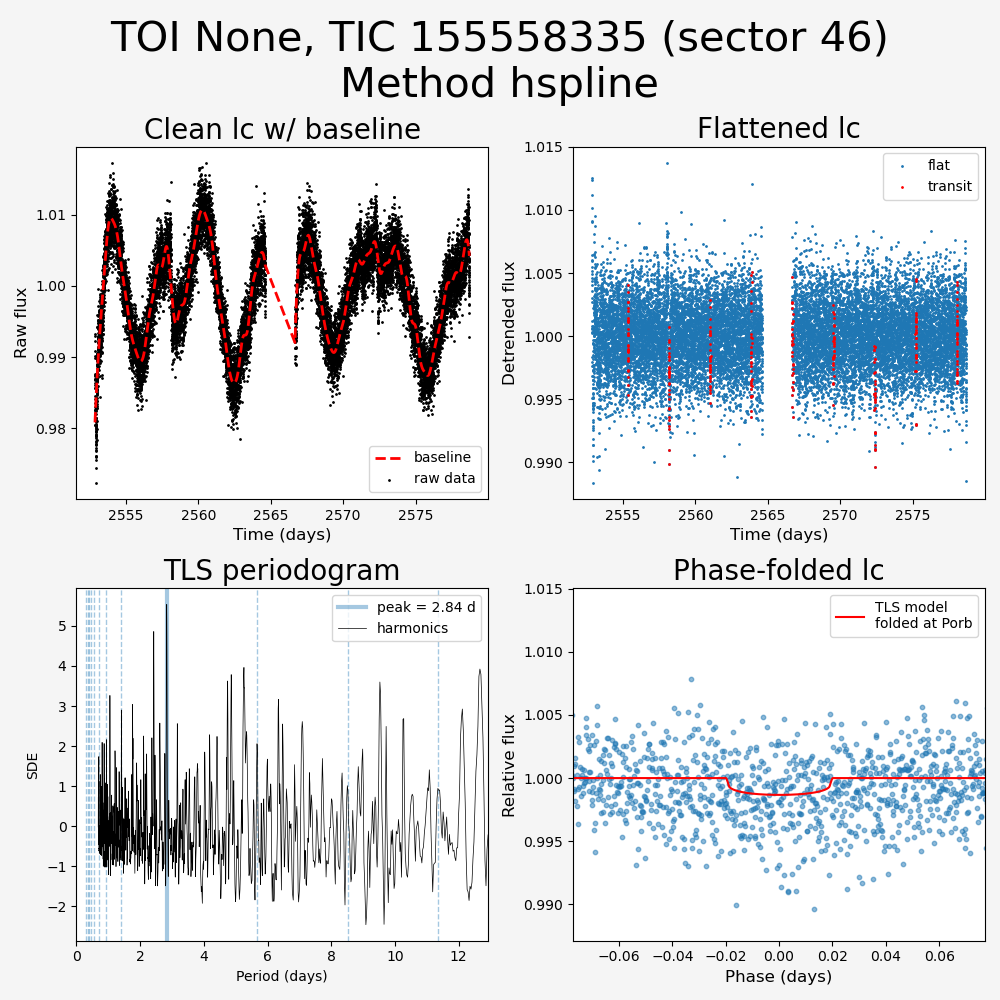 TOI None, TIC 155558335 (sector 46)
Method hspline
Clean lc w/ baseline
Raw flux
1.01
1.00
0.99
0.98
2555
2560
2565
2570
2575
Time (days)
baseline
raw data
Flattened lc
Detrended flux
1.015
1.010
1.005
1.000
0.995
0.990
2555
2560
2565
2570
2575
Time (days)
flat
transit
TLS periodogram
SDE
5
4
3
2
1
0
−1
−2
0
2
4
6
8
10
12
Period (days)
peak = 2.84 d
harmonics
Phase-folded lc
Relative flux
1.015
1.010
1.005
1.000
0.995
0.990
−0.06
−0.04
−0.02
0.00
0.02
0.04
0.06
Phase (days)
TLS model
folded at Porb